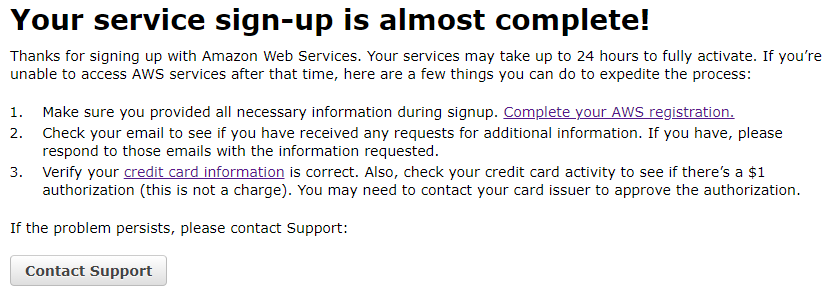 Your service sign-up is almost complete!
Thanks for signing up with Amazon Web Services. Your services may take up to 24 hours to fully activate. If you’re
unable to access AWS services after that time, here are a few things you can do to expedite the process:
1. Make sure you provided all necessary information during signup. Complete your AWS registration.
2. Check your email to see if you have received any requests for additional information. If you have, please
respond to those emails with the information requested.
3. Verify your credit card information is correct. Also, check your credit card activity to see if there’s a $1
authorization (this is not a charge). You may need to contact your card issuer to approve the authorization.
If the problem persists, please contact Support:
Contact Support